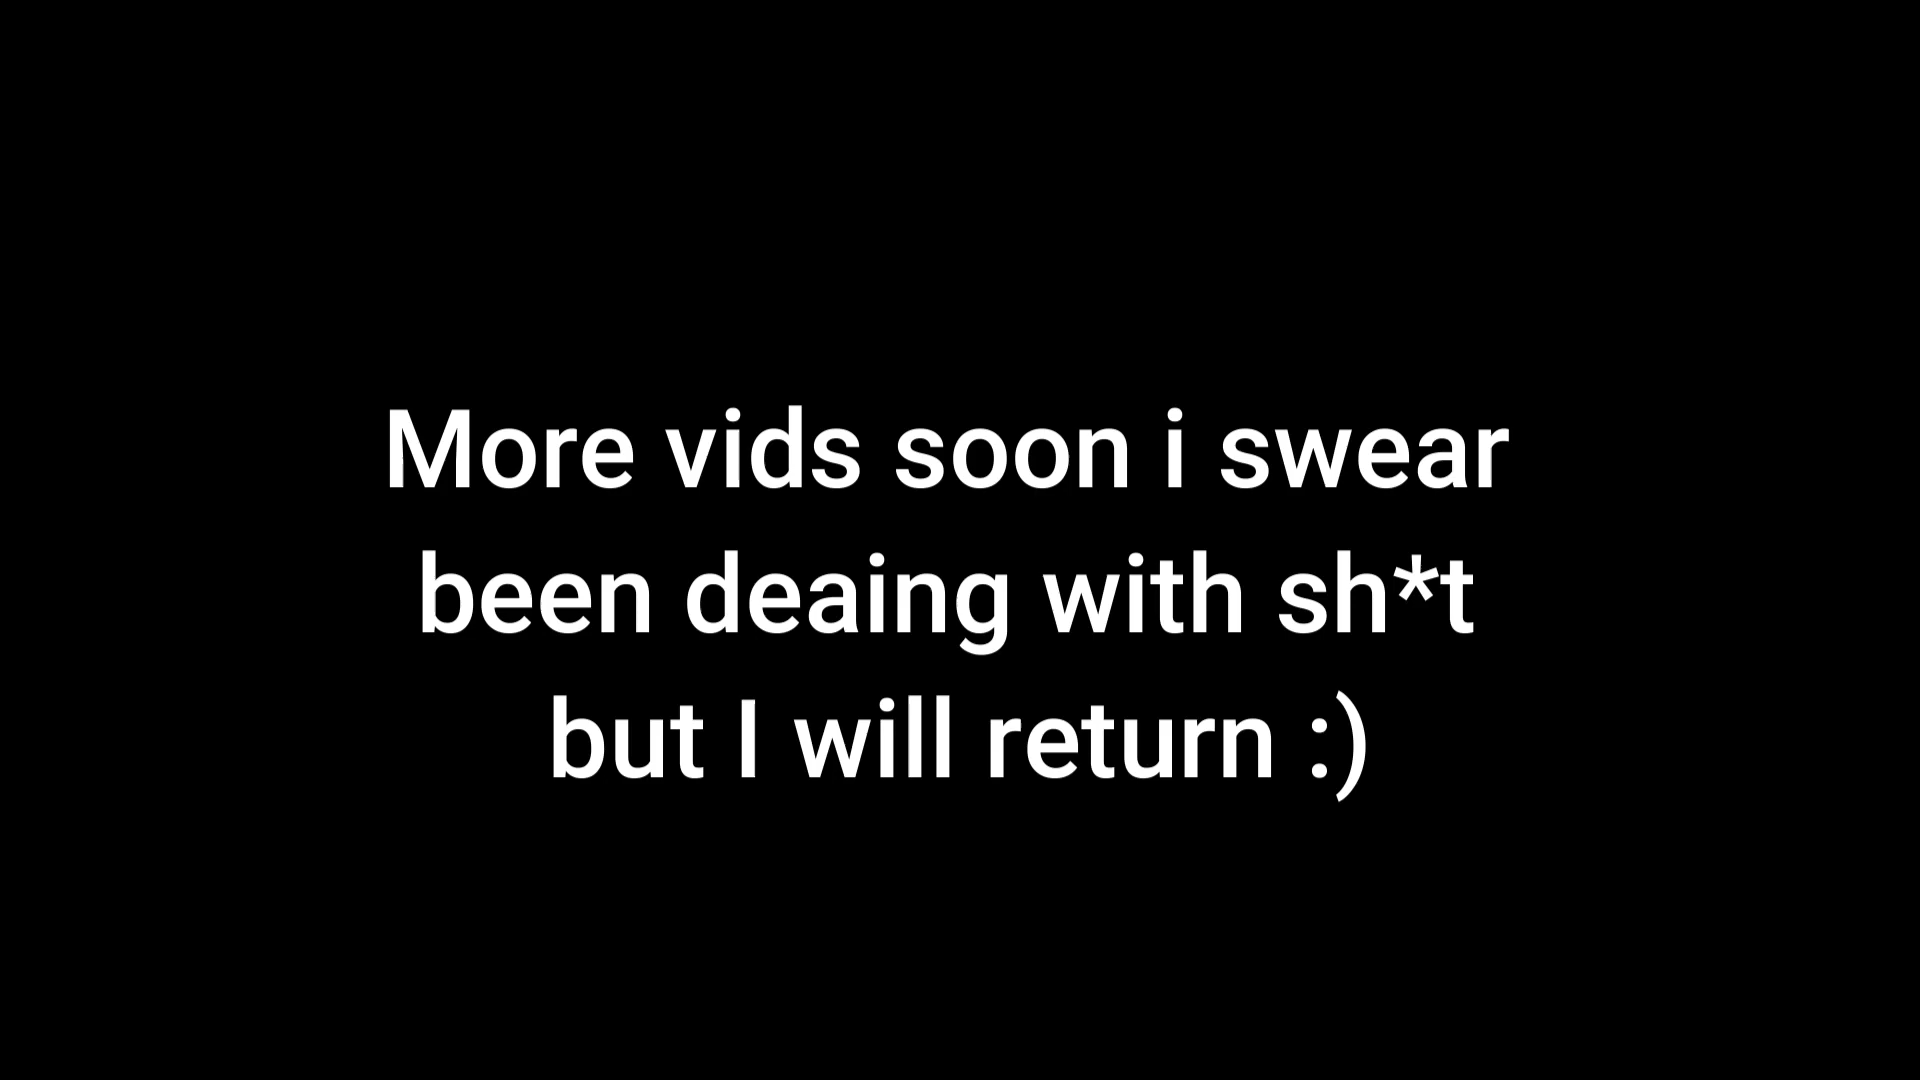 More vids soon i swear
been deaing with sh*t
but I will return :)